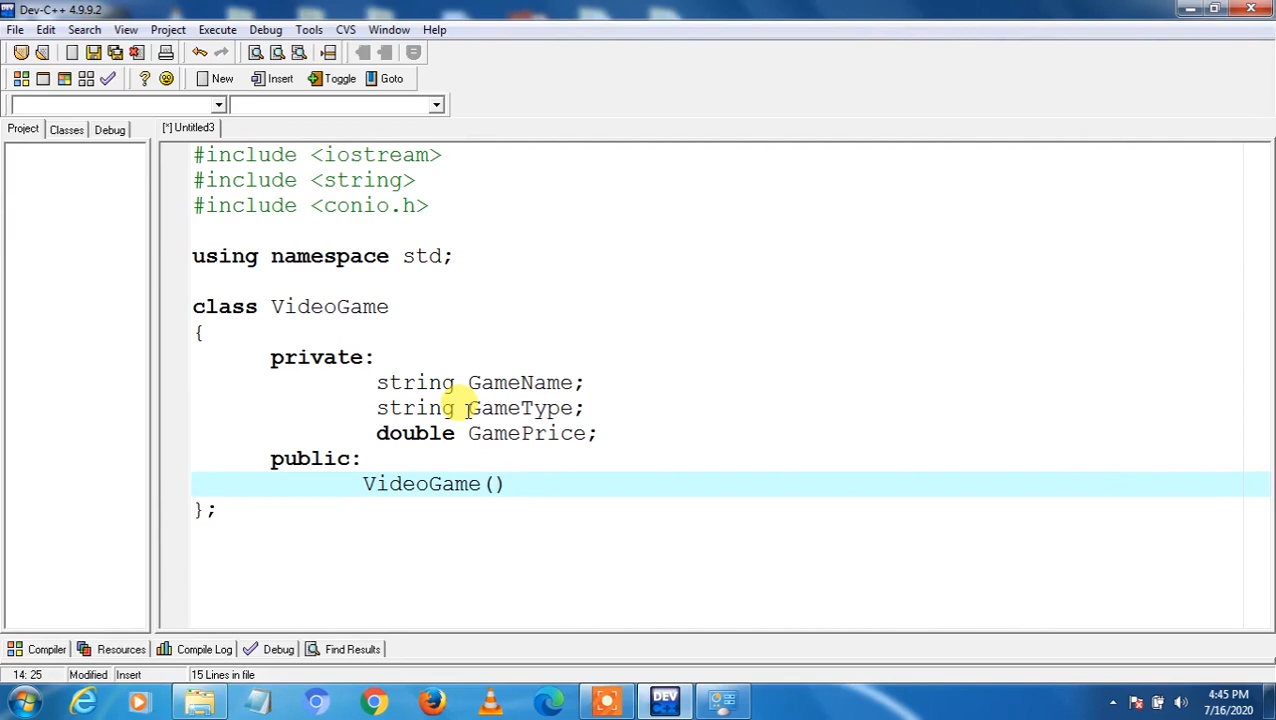 Dev-C++ 4.9.9.2
File Edit Search View Project Execute Debug Tools CVS Window Help
New Insert Toggle Goto
Project Classes Debug [*] Untitled3
#include <iostream>
#include <string>
#include <conio.h>
using namespace std;
class VideoGame
{
private:
string GameName;
string GameType;
double GamePrice;
public:
VideoGame()
};
Compiler Resources Compile Log Debug Find Results
14: 25 Modified Insert 15 Lines in file
DEV C++
4:45 PM
7/16/2020